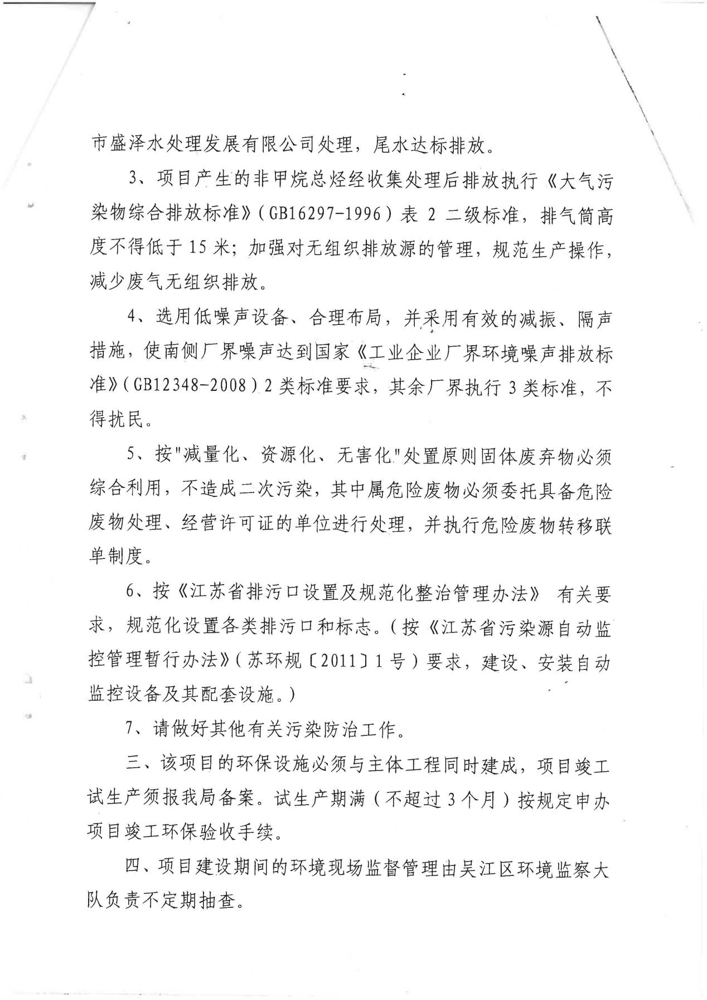 市盛泽水处理发展有限公司处理，尾水达标排放。
3、项目产生的非甲烷总烃经收集处理后排放执行《大气污
染物综合排放标准》（GB16297-1996）表 2 二级标准，排气筒高
度不得低于 15 米；加强对无组织排放源的管理，规范生产操作，
减少废气无组织排放。
4、选用低噪声设备、合理布局，并采用有效的减振、隔声
措施，使南侧厂界噪声达到国家《工业企业厂界环境噪声排放标
准》（GB12348-2008）2 类标准要求，其余厂界执行 3 类标准，不
得扰民。
5、按"减量化、资源化、无害化"处置原则固体废弃物必须
综合利用，不造成二次污染，其中属危险废物必须委托具备危险
废物处理、经营许可证的单位进行处理，并执行危险废物转移联
单制度。
6、按《江苏省排污口设置及规范化整治管理办法》 有关要
求，规范化设置各类排污口和标志。（按《江苏省污染源自动监
控管理暂行办法》（苏环规〔2011〕1 号）要求，建设、安装自动
监控设备及其配套设施。）
7、请做好其他有关污染防治工作。
三、该项目的环保设施必须与主体工程同时建成，项目竣工
试生产须报我局备案。试生产期满（不超过 3 个月）按规定申办
项目竣工环保验收手续。
四、项目建设期间的环境现场监督管理由吴江区环境监察大
队负责不定期抽查。